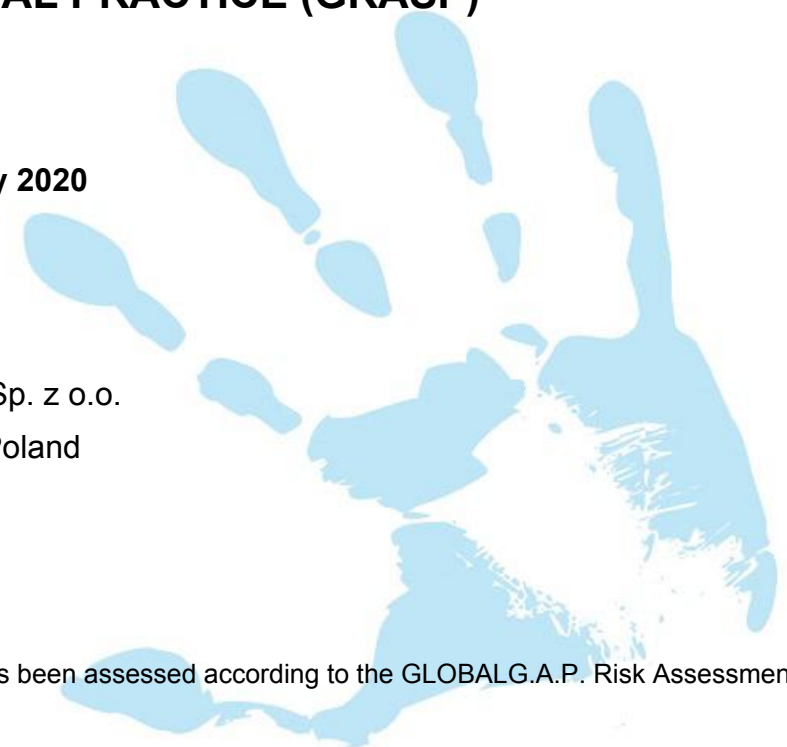 AL PRACTICE (GRASP)
y 2020
Sp. z o.o.
Poland
s been assessed according to the GLOBALG.A.P. Risk Assessmen